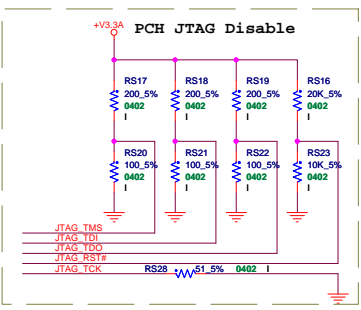 +V3.3A
PCH JTAG Disable
RS17
200_5%
0402
I
RS18
200_5%
0402
I
RS19
200_5%
0402
I
RS16
20K_5%
0402
I
RS20
100_5%
0402
I
RS21
100_5%
0402
I
RS22
100_5%
0402
I
RS23
10K_5%
0402
I
JTAG_TMS
JTAG_TDI
JTAG_TDO
JTAG_RST#
JTAG_TCK
RS28 51_5% 0402 I